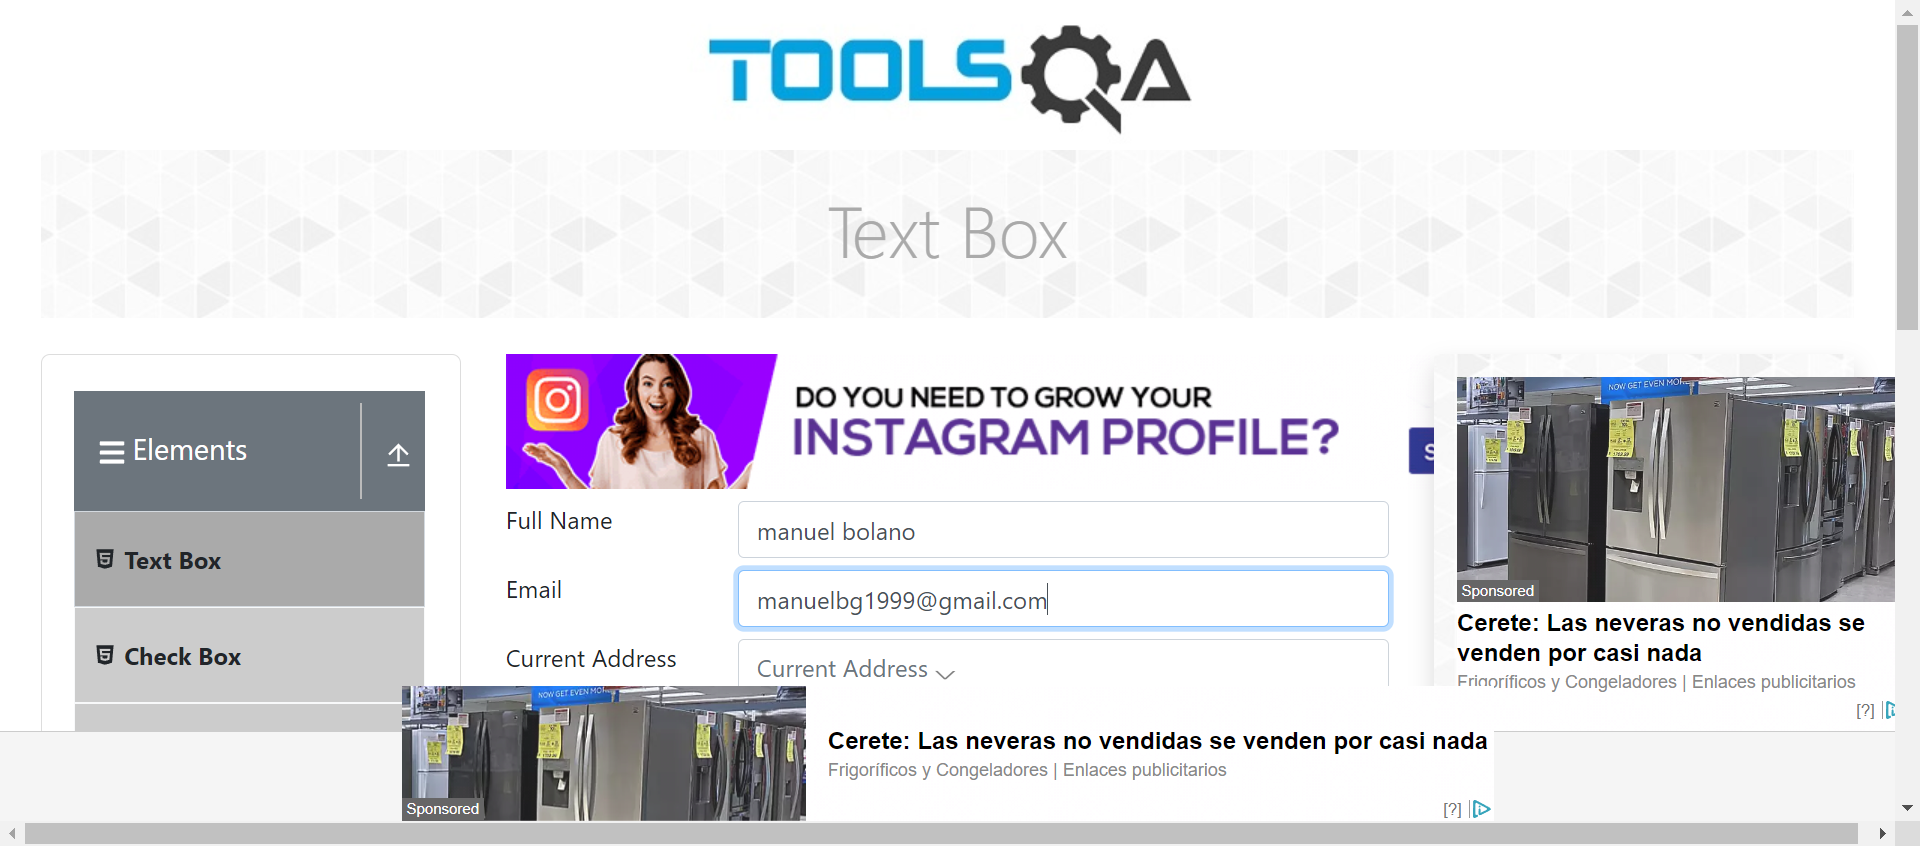 TOOLSQA
Text Box
Elements
Text Box
Check Box
DO YOU NEED TO GROW YOUR
INSTAGRAM PROFILE?
S
Full Name
manuel bolano
Email
manuelbg1999@gmail.com
Current Address
Current Address
NOW GET EVEN MOR
Sponsored
Cerete: Las neveras no vendidas se
venden por casi nada
Frigoríficos y Congeladores | Enlaces publicitarios
[?]
NOW GET EVEN MOR
Sponsored
Cerete: Las neveras no vendidas se venden por casi nada
Frigoríficos y Congeladores | Enlaces publicitarios
[?]